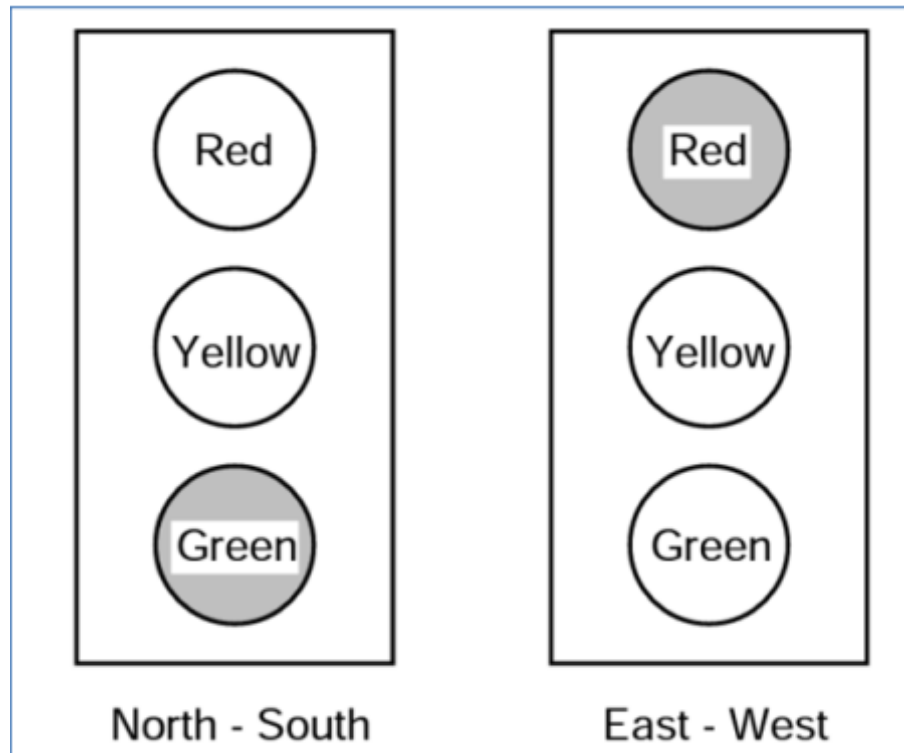 Red
Yellow
Green
North - South
Red
Yellow
Green
East - West